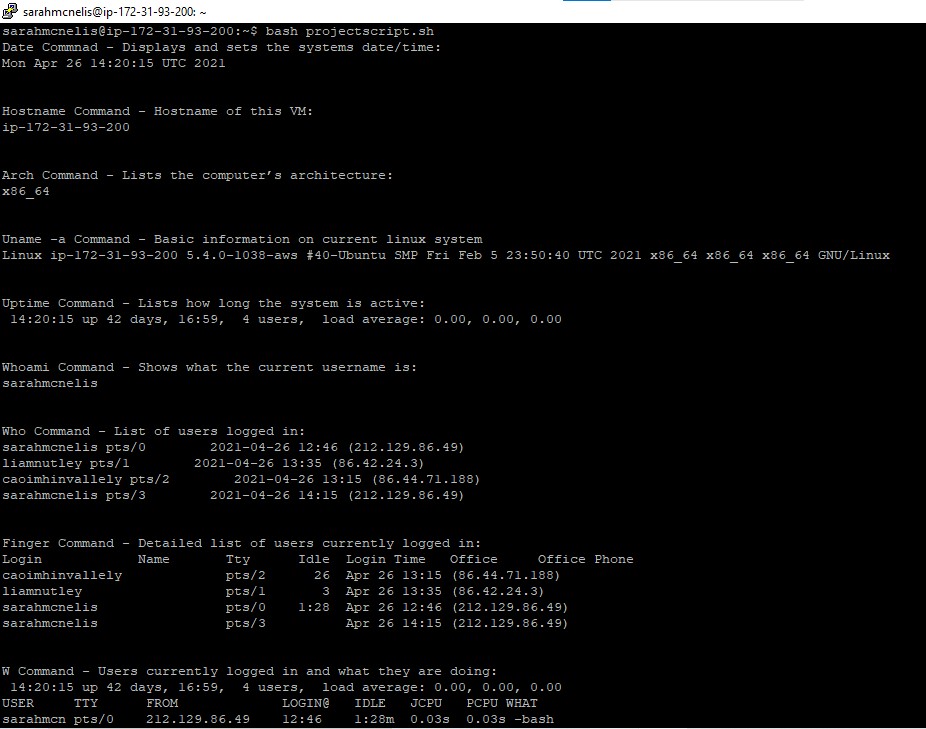 sarahmcnelis@ip-172-31-93-200: ~
sarahmcnelis@ip-172-31-93-200:~$ bash projectscript.sh
Date Commnad - Displays and sets the systems date/time:
Mon Apr 26 14:20:15 UTC 2021
Hostname Command - Hostname of this VM:
ip-172-31-93-200
Arch Command - Lists the computer’s architecture:
x86_64
Uname -a Command - Basic information on current linux system
Linux ip-172-31-93-200 5.4.0-1038-aws #40-Ubuntu SMP Fri Feb 5 23:50:40 UTC 2021 x86_64 x86_64 x86_64 GNU/Linux
Uptime Command - Lists how long the system is active:
14:20:15 up 42 days, 16:59,  4 users,  load average: 0.00, 0.00, 0.00
Whoami Command - Shows what the current username is:
sarahmcnelis
Who Command - List of users logged in:
sarahmcnelis pts/0        2021-04-26 12:46 (212.129.86.49)
liamnutley pts/1        2021-04-26 13:35 (86.42.24.3)
caoimhinvallely pts/2        2021-04-26 13:15 (86.44.71.188)
sarahmcnelis pts/3        2021-04-26 14:15 (212.129.86.49)
Finger Command - Detailed list of users currently logged in:
Login            Name       Tty      Idle  Login Time   Office     Office Phone
caoimhinvallely             pts/2      26  Apr 26 13:15 (86.44.71.188)
liamnutley                  pts/1       3  Apr 26 13:35 (86.42.24.3)
sarahmcnelis                pts/0    1:28  Apr 26 12:46 (212.129.86.49)
sarahmcnelis                pts/3          Apr 26 14:15 (212.129.86.49)
W Command - Users currently logged in and what they are doing:
14:20:15 up 42 days, 16:59,  4 users,  load average: 0.00, 0.00, 0.00
USER     TTY      FROM             LOGIN@   IDLE   JCPU   PCPU WHAT
sarahmcn pts/0    212.129.86.49    12:46    1:28m  0.03s  0.03s -bash